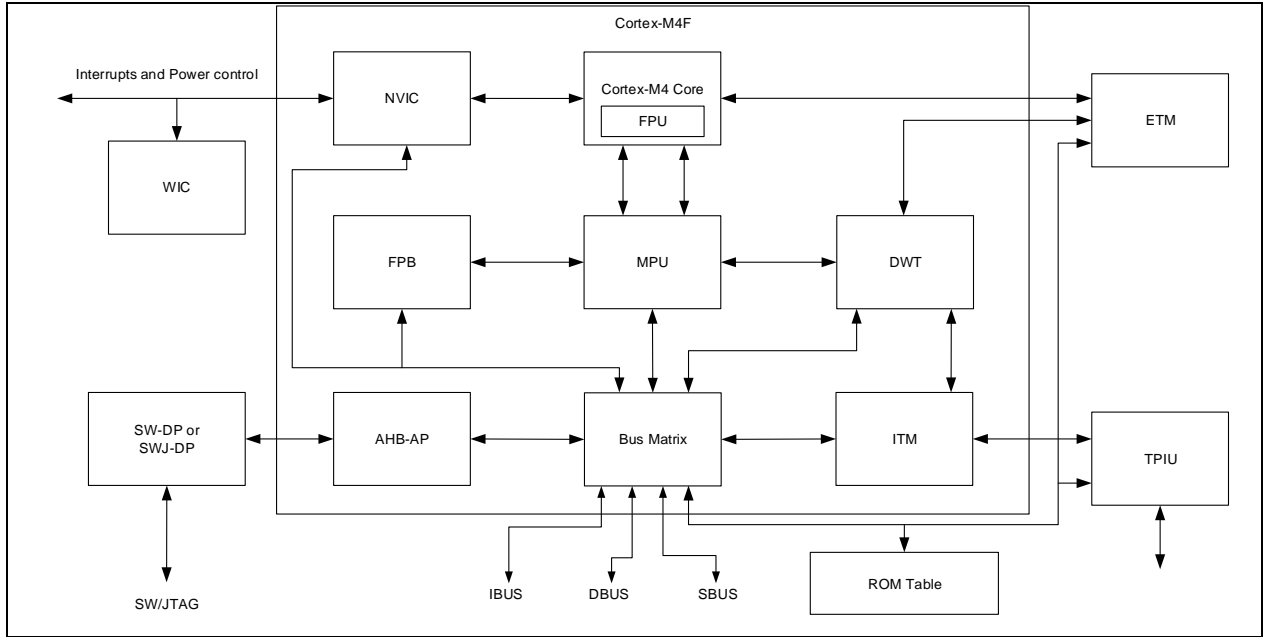 Cortex-M4F
Interrupts and Power control
NVIC
Cortex-M4 Core
FPU
ETM
WIC
FPB
MPU
DWT
SW-DP or
SWJ-DP
AHB-AP
Bus Matrix
ITM
TPIU
IBUS
DBUS
SBUS
ROM Table
SW/JTAG